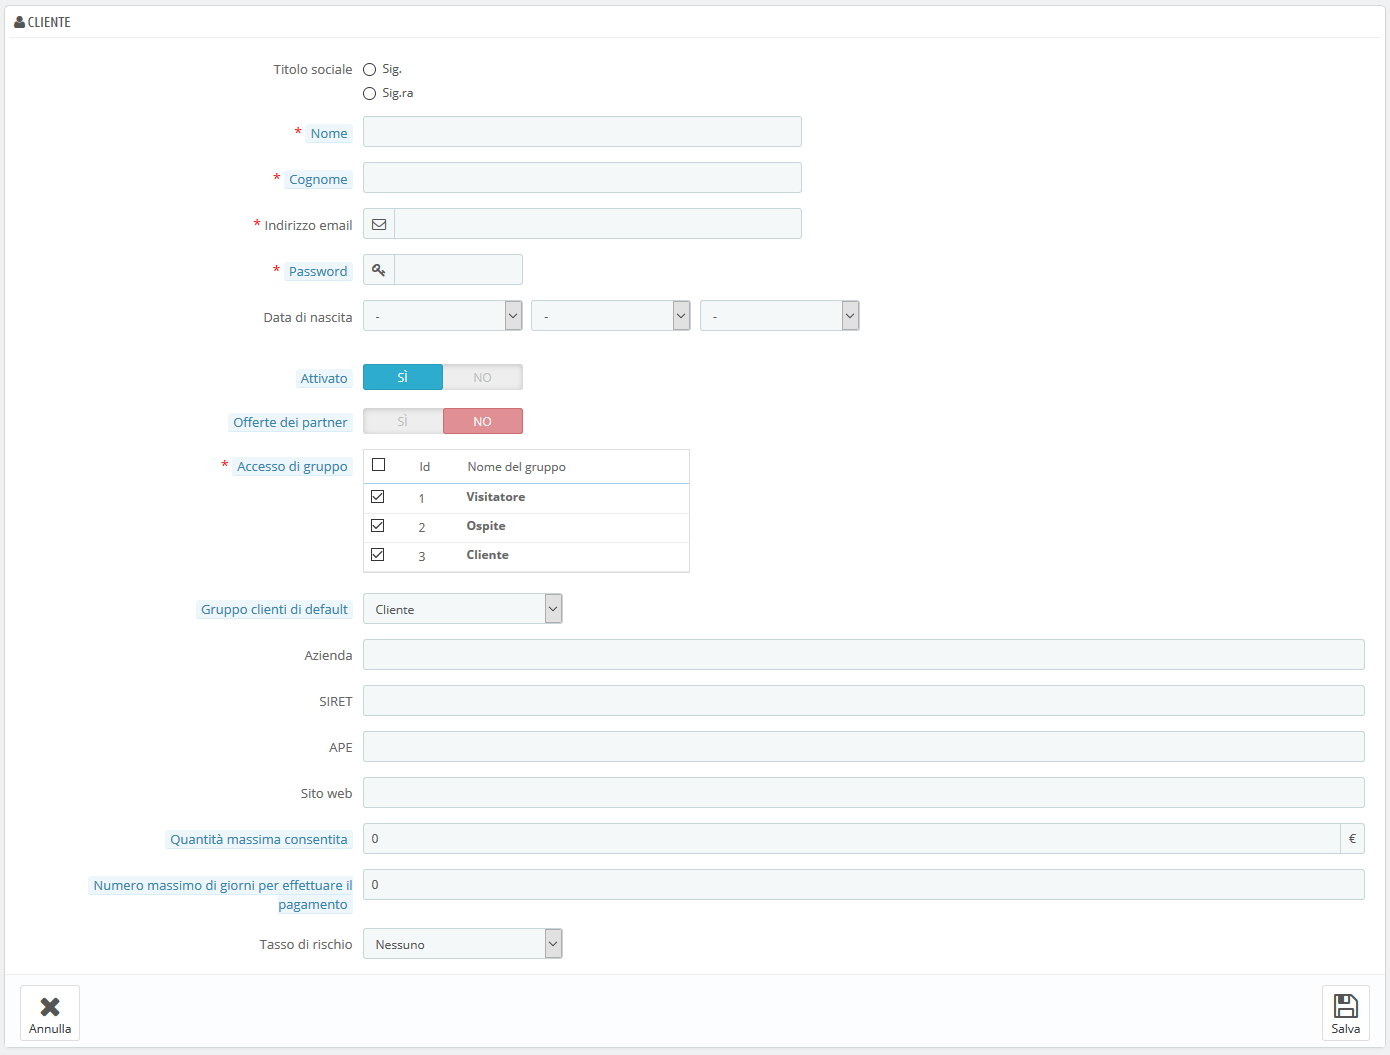 CLIENTE
Titolo sociale
Sig.
Sig.ra
* Nome
* Cognome
* Indirizzo email
* Password
Data di nascita - - -
Attivato SÌ NO
Offerte dei partner SÌ NO
* Accesso di gruppo
Id Nome del gruppo
1 Visitatore
2 Ospite
3 Cliente
Gruppo clienti di default Cliente
Azienda
SIRET
APE
Sito web
Quantità massima consentita 0 €
Numero massimo di giorni per effettuare il 0
pagamento
Tasso di rischio Nessuno
Annulla Salva